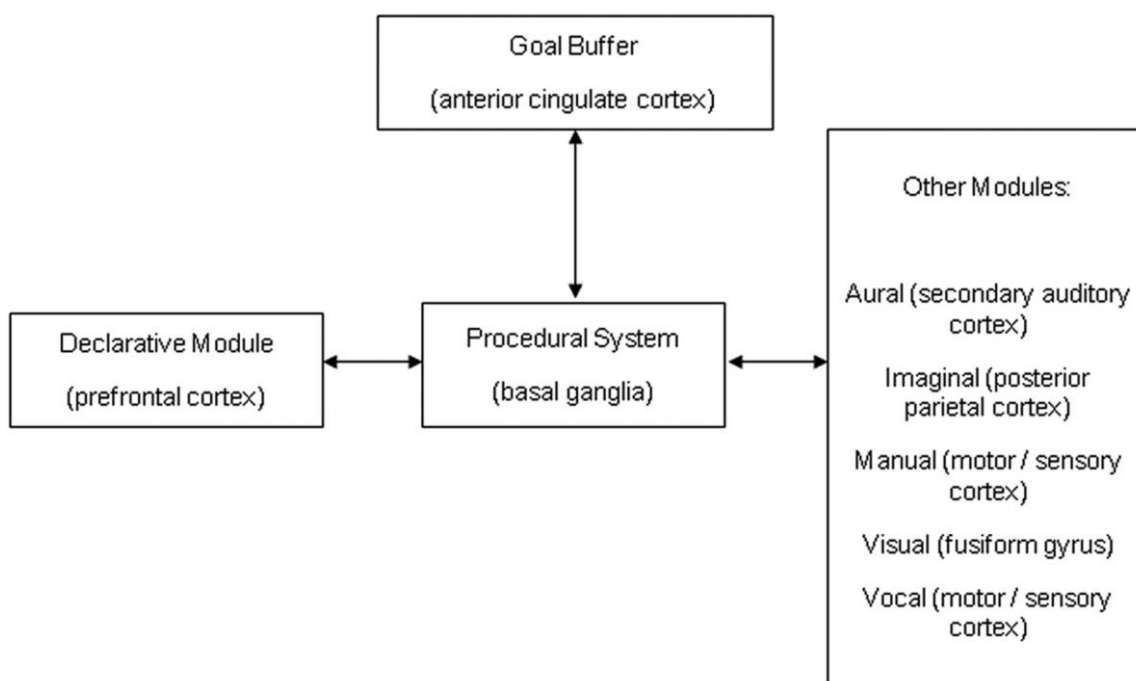 Goal Buffer
(anterior cingulate cortex)
Other Modules:
Aural (secondary auditory
cortex)
Imaginal (posterior
parietal cortex)
Manual (motor / sensory
cortex)
Visual (fusiform gyrus)
Vocal (motor / sensory
cortex)
Declarative Module
(prefrontal cortex)
Procedural System
(basal ganglia)